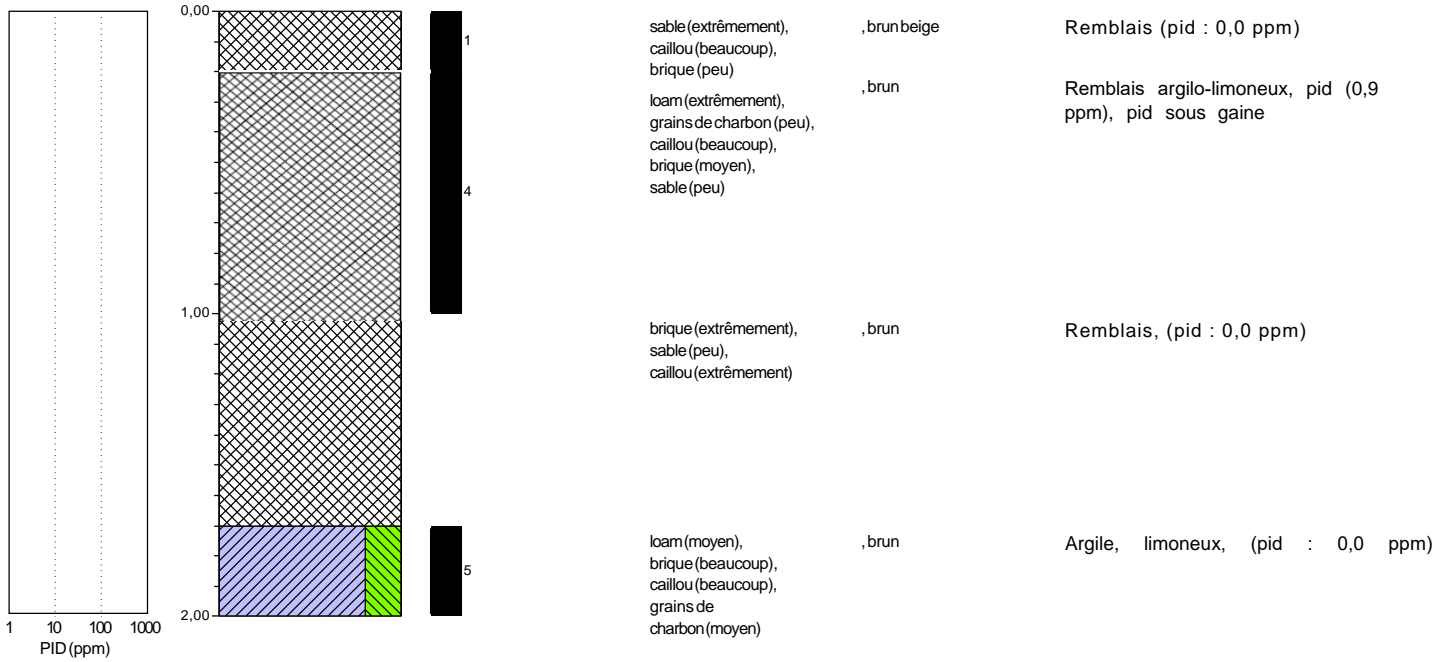 0,00
1
sable (extrêmement),
caillou (beaucoup),
brique (peu)
, brun beige
Remblais (pid : 0,0 ppm)
loam (extrêmement),
grains de charbon (peu),
caillou (beaucoup),
brique (moyen),
sable (peu)
, brun
Remblais argilo-limoneux, pid (0,9
ppm), pid sous gaine
4
1,00
brique (extrêmement),
sable (peu),
caillou (extrêmement)
, brun
Remblais, (pid : 0,0 ppm)
5
loam (moyen),
brique (beaucoup),
caillou (beaucoup),
grains de
charbon (moyen)
, brun
Argile, limoneux, (pid : 0,0 ppm)
2,00
1 10 100 1000
PID (ppm)